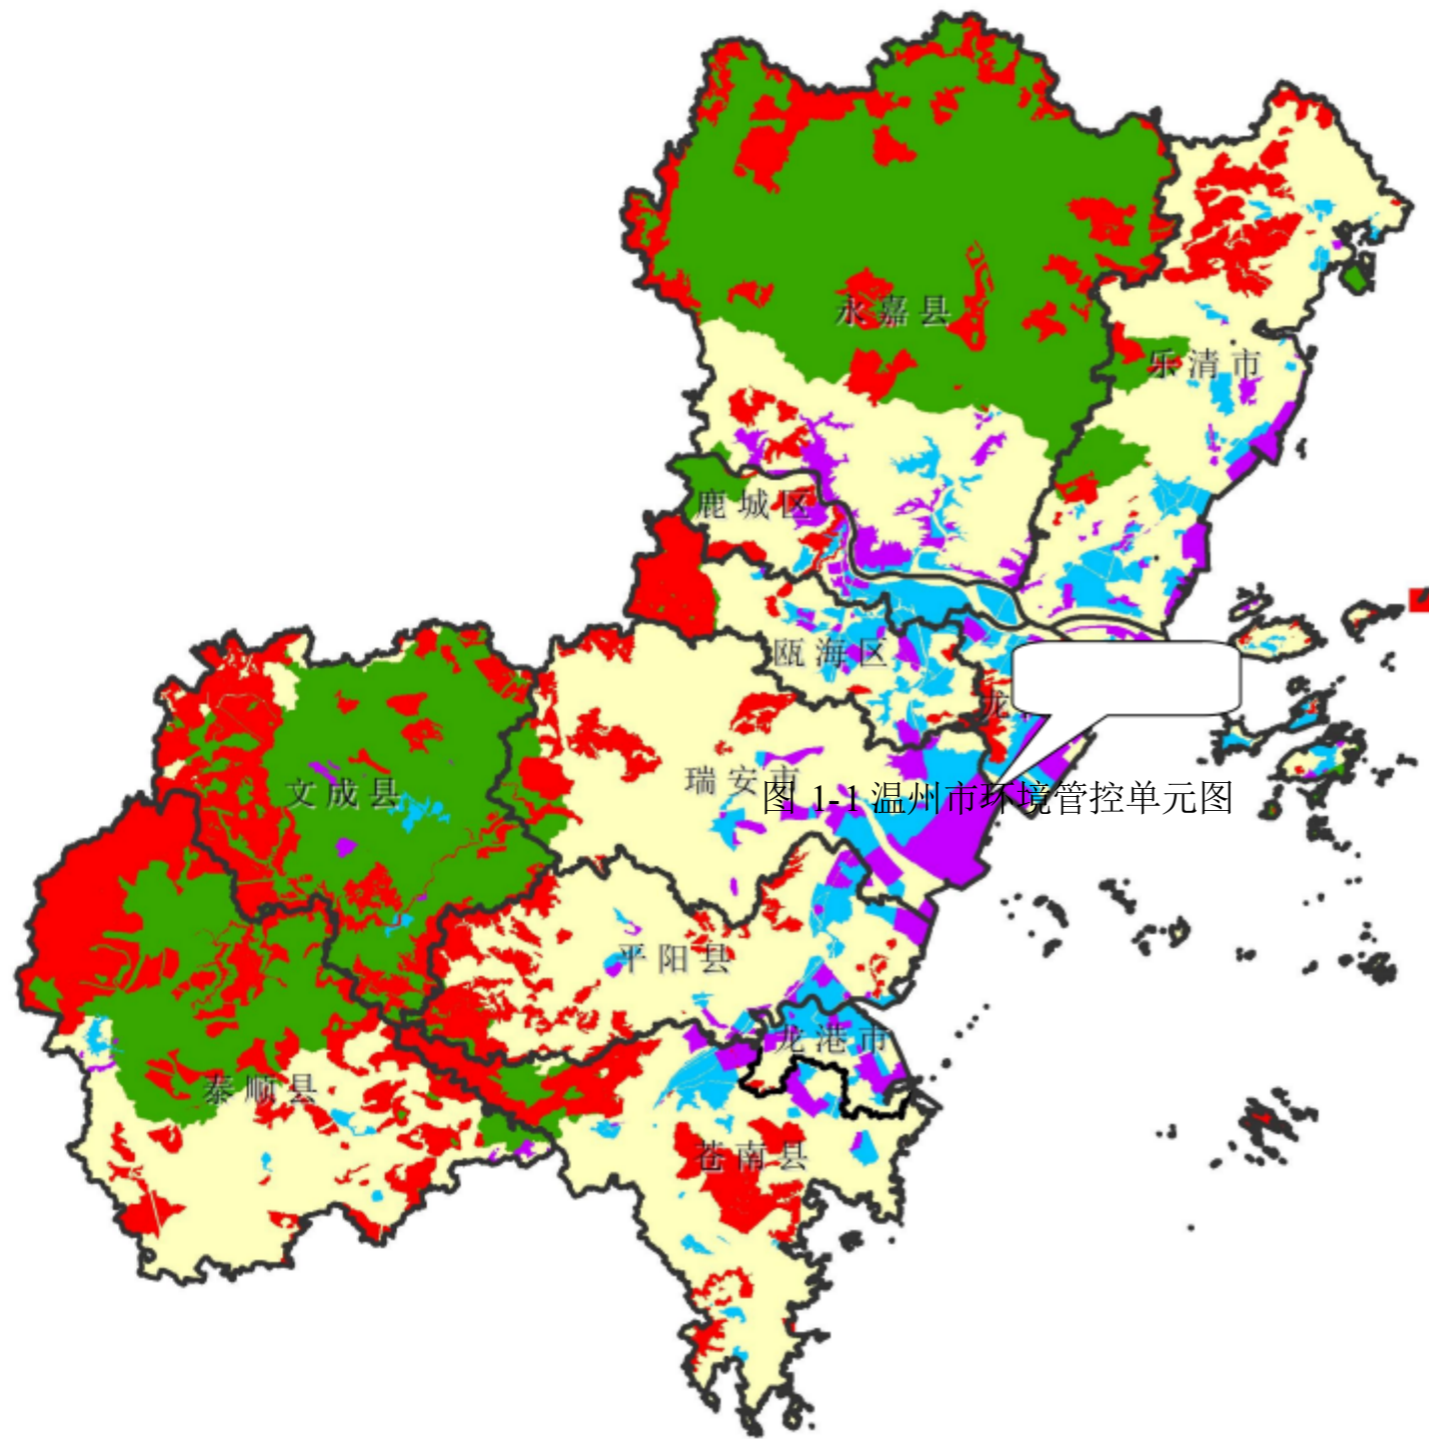 永嘉县
乐清市
鹿城区
瓯海区
龙
瑞安市
文成县
图 1-1 温州市环境管控单元图
平阳县
龙港市
泰顺县
苍南县